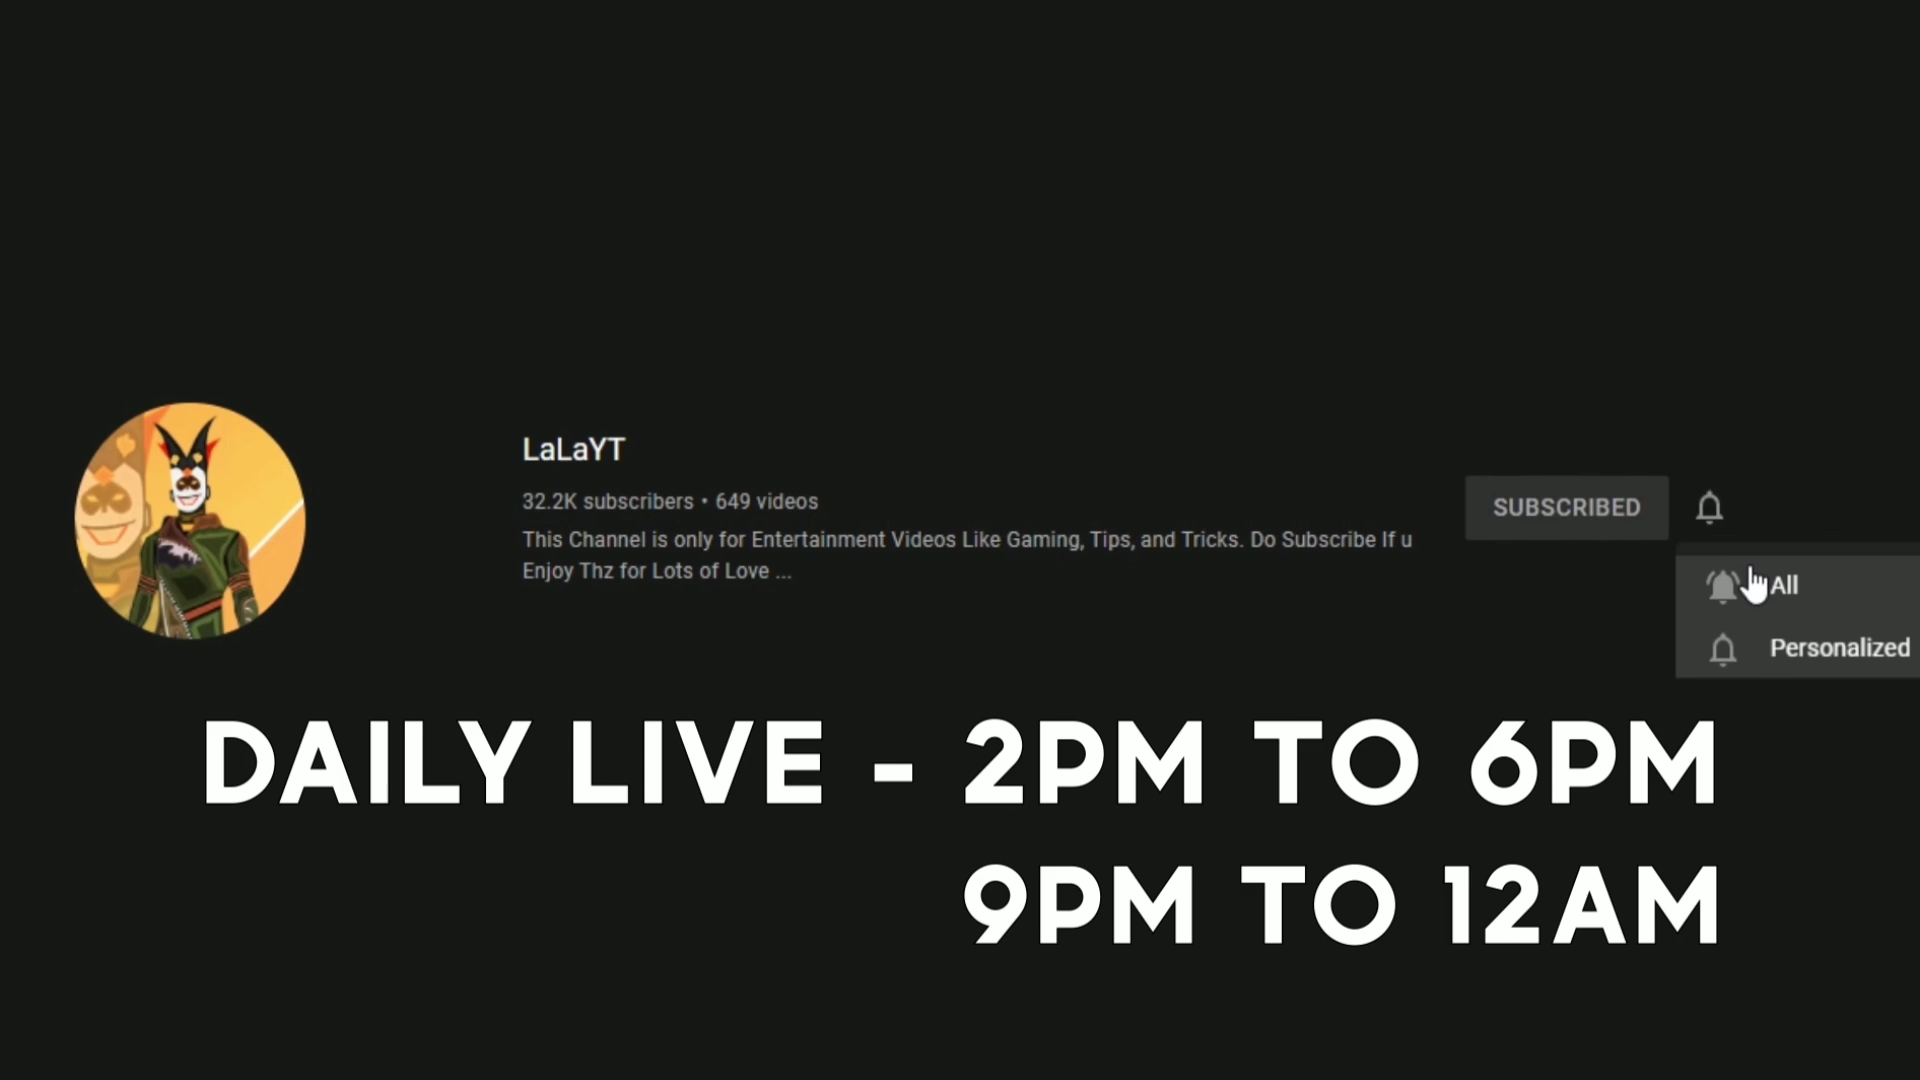 LaLaYT
32.2K subscribers • 649 videos
This Channel is only for Entertainment Videos Like Gaming, Tips, and Tricks. Do Subscribe If u
Enjoy Thz for Lots of Love ...
SUBSCRIBED
All
Personalized
DAILY LIVE - 2PM TO 6PM
9PM TO 12AM